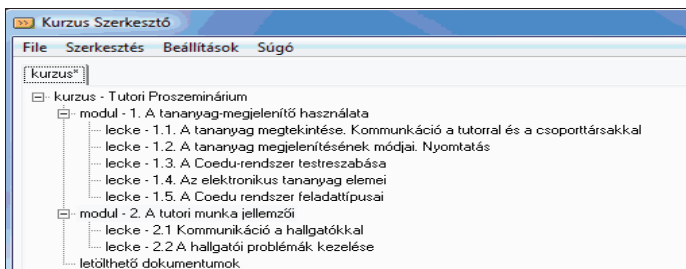 Kurzus Szerkesztő
File Szerkesztés Beállítások Súgó
kurzus*
kurzus - Tutori Proszeminárium
modul - 1. A tananyag-megjelenítő használata
lecke - 1.1. A tananyag megtekintése. Kommunkáció a tutorral és a csoporttársakkal
lecke - 1.2. A tananyag megjelenítésének módjai. Nyomtatás
lecke - 1.3. A Coedu-rendszer testreszabása
lecke - 1.4. Az elektronikus tananyag elemei
lecke - 1.5. A Coedu rendszer feladattípusai
modul - 2. A tutori munka jellemzői
lecke - 2.1 Kommunikáció a hallgatókkal
lecke - 2.2 A hallgatói problémák kezelése
letölthető dokumentumok